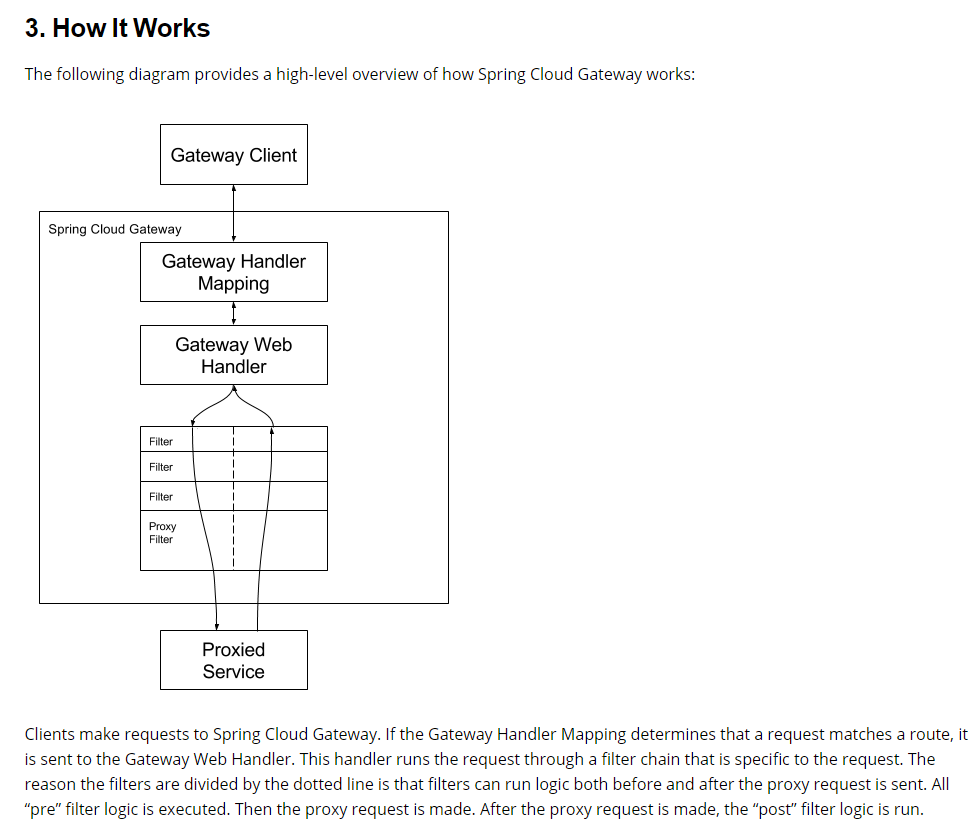 3. How It Works
The following diagram provides a high-level overview of how Spring Cloud Gateway works:
Gateway Client
Spring Cloud Gateway
Gateway Handler
Mapping
Gateway Web
Handler
Filter
Filter
Filter
Proxy
Filter
Proxied
Service
Clients make requests to Spring Cloud Gateway. If the Gateway Handler Mapping determines that a request matches a route, it
is sent to the Gateway Web Handler. This handler runs the request through a filter chain that is specific to the request. The
reason the filters are divided by the dotted line is that filters can run logic both before and after the proxy request is sent. All
“pre” filter logic is executed. Then the proxy request is made. After the proxy request is made, the “post” filter logic is run.